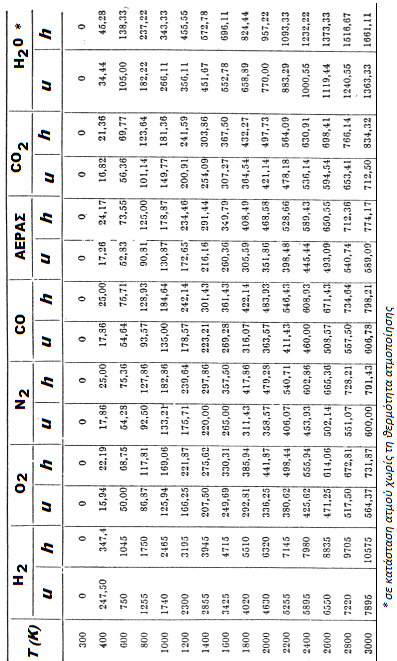 T (K) H2 O2 N2 CO ΑΕΡΑΣ CO2 H2O *
u h u h u h u h u h u h u h
300 0 0 0 0 0 0 0 0 0 0 0 0 0 0
400 247,50 347,4 15,94 22,19 17,86 25,00 17,86 25,00 17,26 24,17 16,82 21,36 34,44 45,28
600 750 1045 50,00 68,75 54,28 75,36 54,64 75,71 52,83 73,55 56,36 69,77 105,00 138,33
800 1255 1750 86,87 117,81 92,50 127,86 93,57 128,93 90,81 125,00 101,14 123,64 182,22 237,22
1000 1740 2465 125,94 169,06 133,21 182,86 135,00 184,64 130,87 178,87 149,77 181,36 266,11 343,33
1200 2300 3195 166,25 221,87 175,71 239,64 178,57 242,14 172,65 234,46 200,91 241,59 356,11 455,55
1400 2855 3945 207,50 275,62 220,00 297,86 223,21 301,43 216,16 291,44 254,09 303,86 451,67 572,78
1600 3425 4715 249,69 330,31 265,00 357,50 269,28 361,43 260,36 349,79 307,27 367,50 552,78 696,11
1800 4020 5510 292,81 385,94 311,43 417,86 316,07 422,14 305,59 408,49 364,54 432,27 658,89 824,44
2000 4630 6320 336,25 441,87 358,57 479,28 363,57 483,93 351,86 468,58 421,14 497,73 770,00 957,22
2200 5255 7145 380,62 498,44 406,07 540,71 411,43 546,43 398,48 528,66 478,18 564,09 883,29 1093,33
2400 5895 7980 425,62 555,94 453,93 602,86 460,00 608,93 445,44 589,43 536,14 630,91 1000,55 1232,22
2600 6550 8835 471,25 614,06 502,14 665,36 508,57 671,43 493,09 650,55 594,54 698,41 1119,44 1373,33
2800 7220 9705 517,50 672,81 551,07 728,21 557,50 734,64 540,74 712,36 653,41 766,14 1240,55 1516,67
3000 7895 10575 564,37 731,87 600,00 791,43 606,78 798,21 589,09 774,17 712,50 834,32 1363,33 1661,11
* σε κατάσταση ατμού χωρίς τη θερμότητα ατμοποίησης